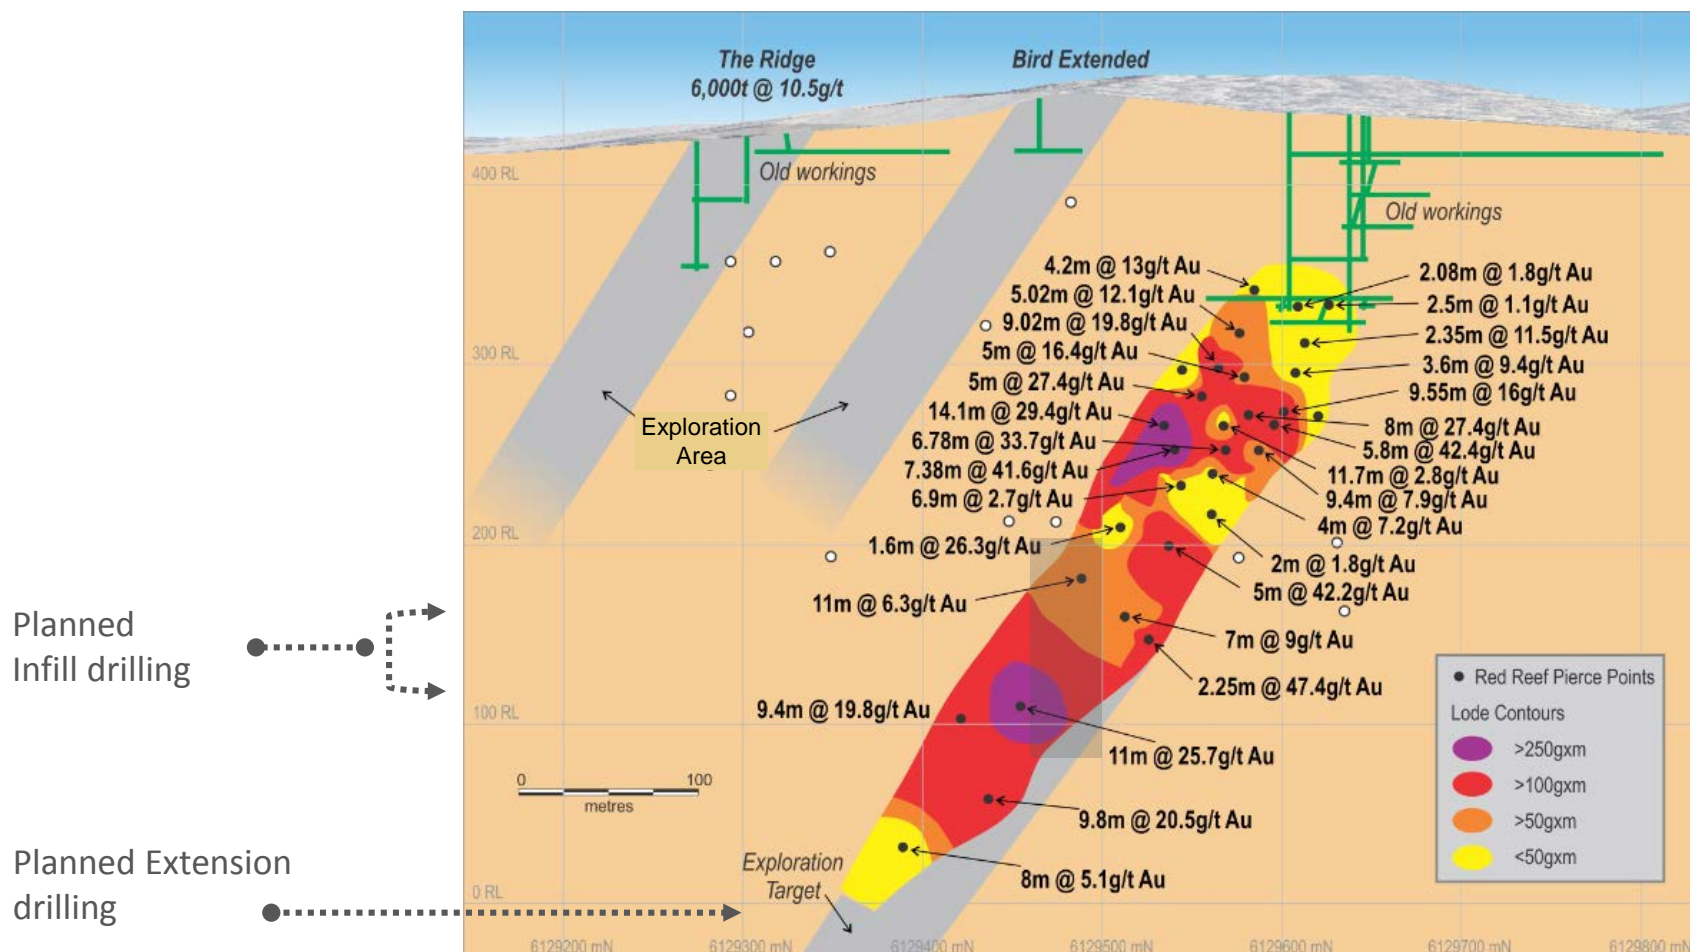 The Ridge
6,000t @ 10.5g/t
Bird Extended
Old workings
Old workings
400 RL
300 RL
200 RL
100 RL
0 RL
4.2m @ 13g/t Au
5.02m @ 12.1g/t Au
9.02m @ 19.8g/t Au
5m @ 16.4g/t Au
5m @ 27.4g/t Au
14.1m @ 29.4g/t Au
6.78m @ 33.7g/t Au
7.38m @ 41.6g/t Au
6.9m @ 2.7g/t Au
1.6m @ 26.3g/t Au
11m @ 6.3g/t Au
9.4m @ 19.8g/t Au
2.08m @ 1.8g/t Au
2.5m @ 1.1g/t Au
2.35m @ 11.5g/t Au
3.6m @ 9.4g/t Au
9.55m @ 16g/t Au
8m @ 27.4g/t Au
5.8m @ 42.4g/t Au
11.7m @ 2.8g/t Au
9.4m @ 7.9g/t Au
4m @ 7.2g/t Au
2m @ 1.8g/t Au
5m @ 42.2g/t Au
7m @ 9g/t Au
2.25m @ 47.4g/t Au
11m @ 25.7g/t Au
9.8m @ 20.5g/t Au
8m @ 5.1g/t Au
Exploration
Area
Planned
Infill drilling
Planned Extension
drilling
Exploration
Target
0 100
metres
Red Reef Pierce Points
Lode Contours
>250gxm
>100gxm
>50gxm
<50gxm
6129200 mN
6129300 mN
6129400 mN
6129500 mN
6129600 mN
6129700 mN
6129800 mN